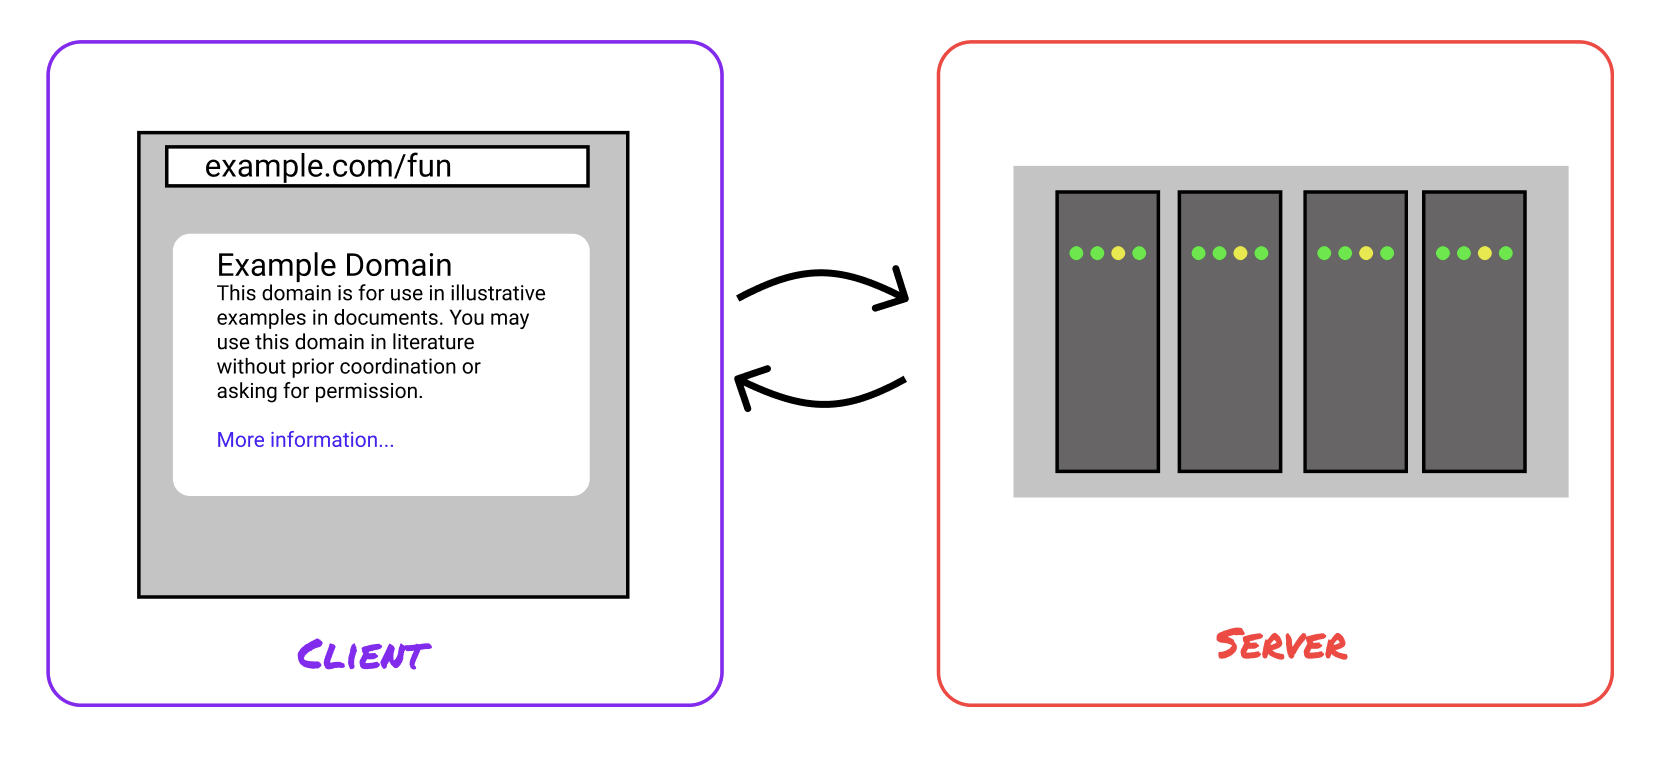 example.com/fun
Example Domain
This domain is for use in illustrative
examples in documents. You may
use this domain in literature
without prior coordination or
asking for permission.
More information...
Client
Server